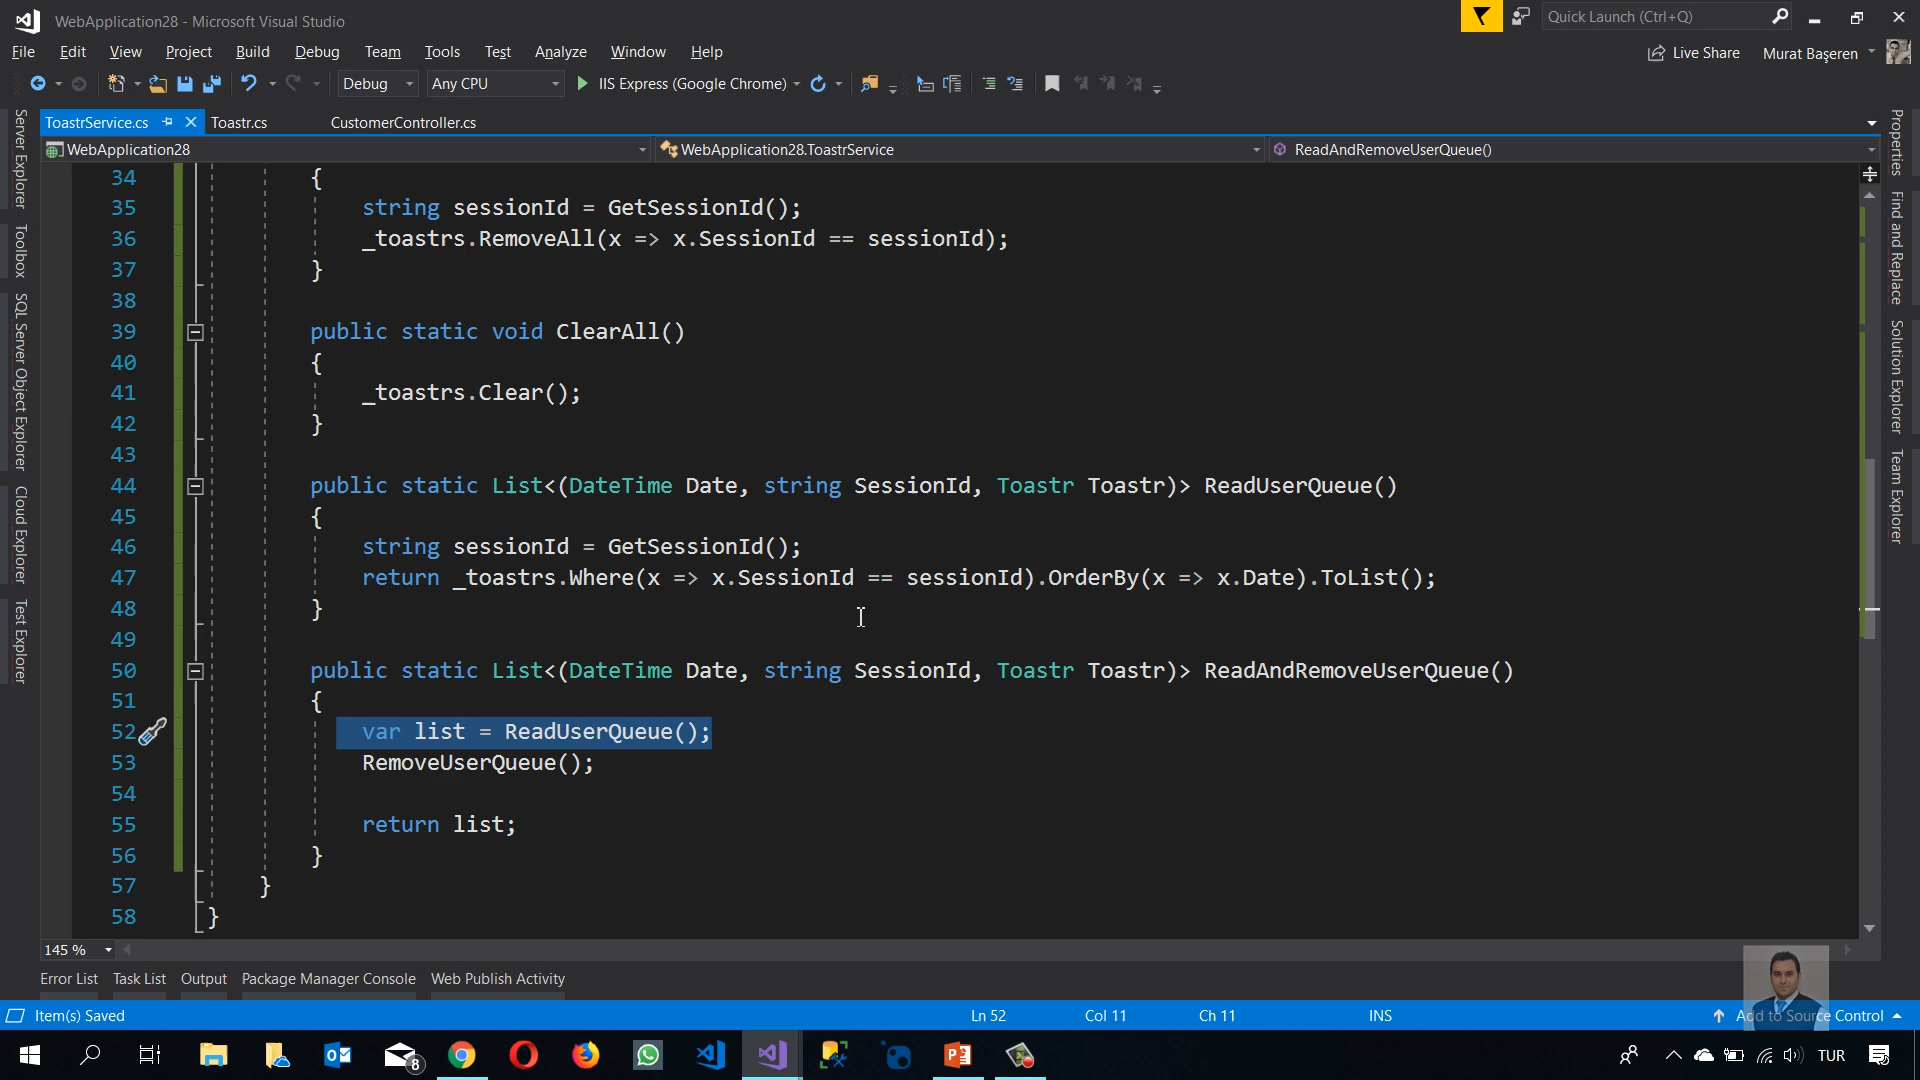 WebApplication28 - Microsoft Visual Studio
Quick Launch (Ctrl+Q)
File Edit View Project Build Debug Team Tools Test Analyze Window Help
Live Share Murat Başeren
Debug Any CPU IIS Express (Google Chrome)
ToastrService.cs Toastr.cs CustomerController.cs
WebApplication28 WebApplication28.ToastrService ReadAndRemoveUserQueue()
Server Explorer
Toolbox
SQL Server Object Explorer
Cloud Explorer
Test Explorer
34 {
35 string sessionId = GetSessionId();
36 _toastrs.RemoveAll(x => x.SessionId == sessionId);
37 }
38
39 public static void ClearAll()
40 {
41 _toastrs.Clear();
42 }
43
44 public static List<(DateTime Date, string SessionId, Toastr Toastr)> ReadUserQueue()
45 {
46 string sessionId = GetSessionId();
47 return _toastrs.Where(x => x.SessionId == sessionId).OrderBy(x => x.Date).ToList();
48 }
49
50 public static List<(DateTime Date, string SessionId, Toastr Toastr)> ReadAndRemoveUserQueue()
51 {
52 var list = ReadUserQueue();
53 RemoveUserQueue();
54
55 return list;
56 }
57 }
58 }
Properties
Find and Replace
Solution Explorer
Team Explorer
145 %
Error List Task List Output Package Manager Console Web Publish Activity
Item(s) Saved Ln 52 Col 11 Ch 11 INS Add to Source Control
8 TUR